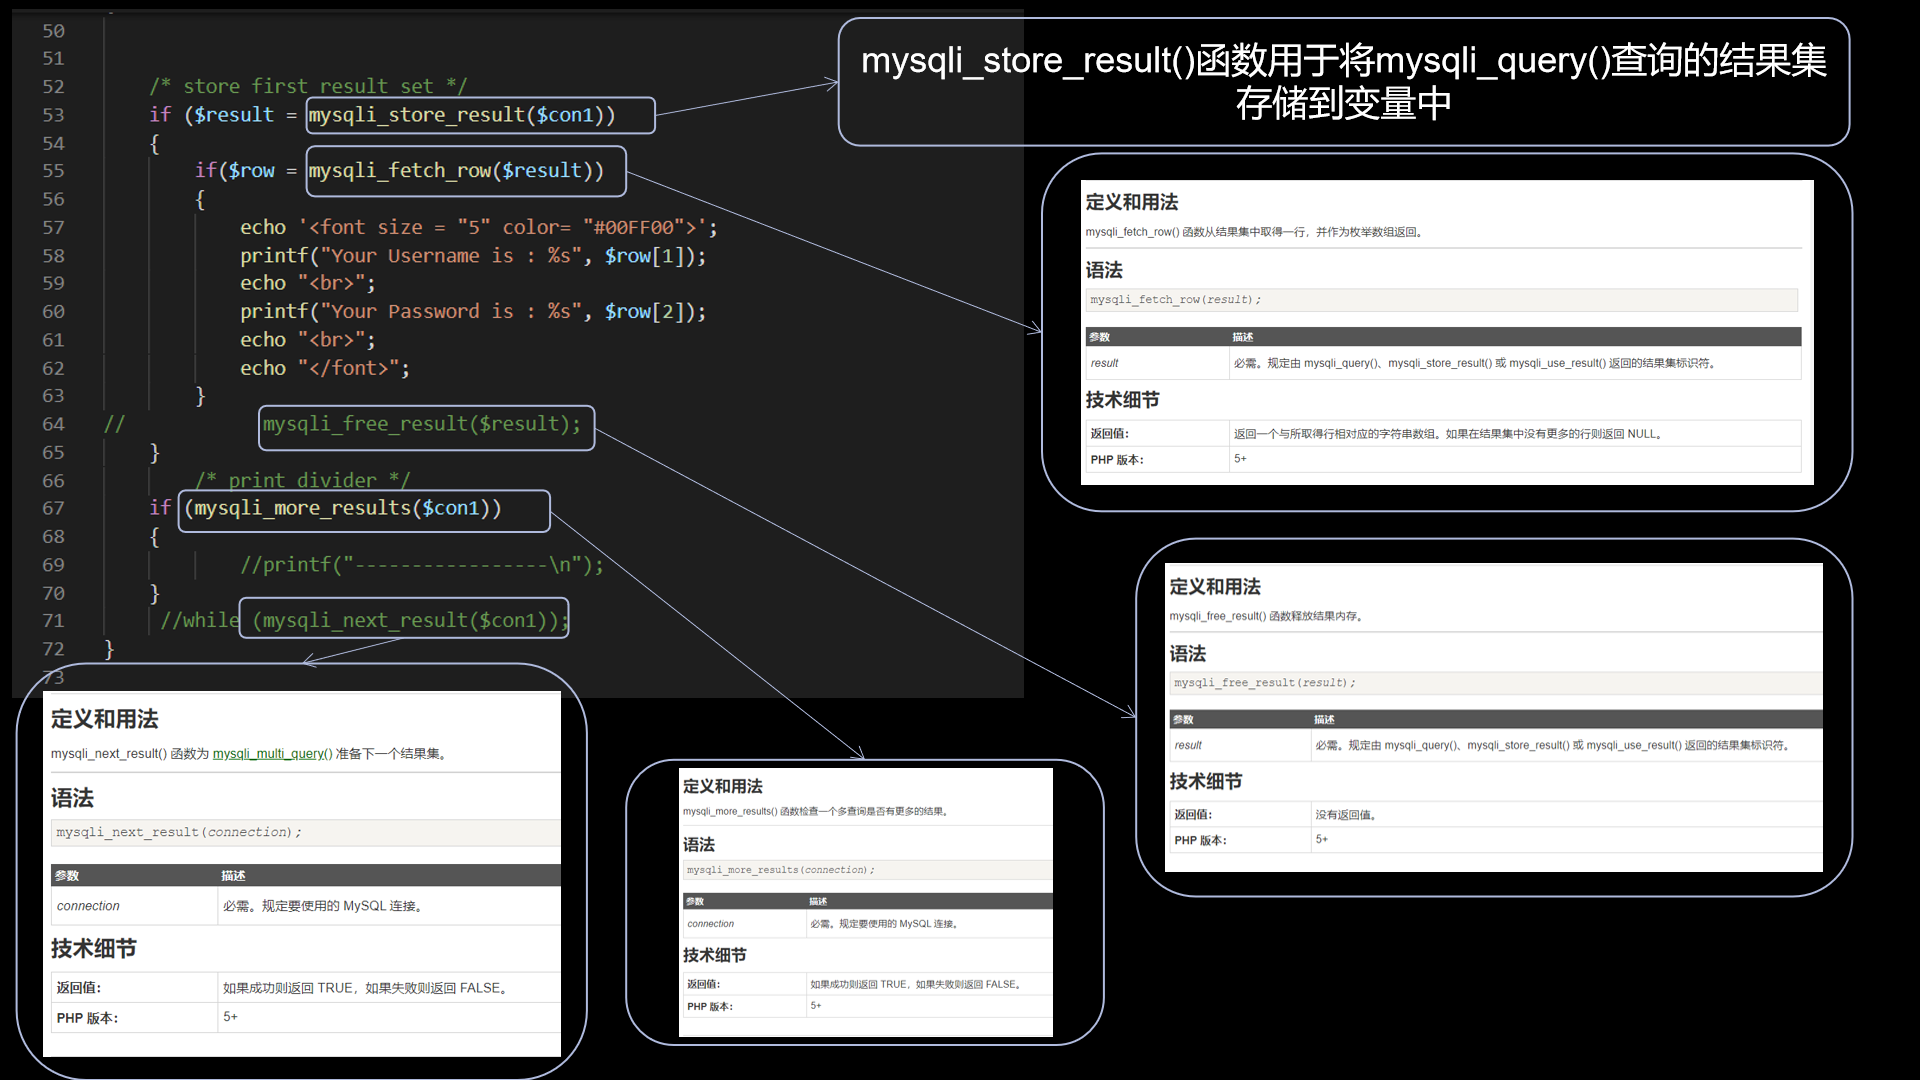 50
51
52 /* store first result set */
53 if ($result = mysqli_store_result($con1))
54 {
55 if($row = mysqli_fetch_row($result))
56 {
57 echo '<font size = "5" color= "#00FF00">';
58 printf("Your Username is : %s", $row[1]);
59 echo "<br>";
60 printf("Your Password is : %s", $row[2]);
61 echo "<br>";
62 echo "</font>";
63 }
64 // mysqli_free_result($result);
65 }
66 /* print divider */
67 if (mysqli_more_results($con1))
68 {
69 //printf("-----------------\n");
70 }
71 //while (mysqli_next_result($con1));
72 }
73
mysqli_store_result()函数用于将mysqli_query()查询的结果集
存储到变量中
定义和用法
mysqli_fetch_row() 函数从结果集中取得一行，并作为枚举数组返回。
语法
mysqli_fetch_row(result);
参数 描述
result 必需。规定由 mysqli_query()、mysqli_store_result() 或 mysqli_use_result() 返回的结果集标识符。
技术细节
返回值: 返回一个与所取得行相对应的字符串数组。如果在结果集中没有更多的行则返回 NULL。
PHP 版本: 5+
定义和用法
mysqli_free_result() 函数释放结果内存。
语法
mysqli_free_result(result);
参数 描述
result 必需。规定由 mysqli_query()、mysqli_store_result() 或 mysqli_use_result() 返回的结果集标识符。
技术细节
返回值: 没有返回值。
PHP 版本: 5+
定义和用法
mysqli_next_result() 函数为 mysqli_multi_query() 准备下一个结果集。
语法
mysqli_next_result(connection);
参数 描述
connection 必需。规定要使用的 MySQL 连接。
技术细节
返回值: 如果成功则返回 TRUE，如果失败则返回 FALSE。
PHP 版本: 5+
定义和用法
mysqli_more_results() 函数检查一个多查询是否有更多的结果。
语法
mysqli_more_results(connection);
参数 描述
connection 必需。规定要使用的 MySQL 连接。
技术细节
返回值: 如果成功则返回 TRUE，如果失败则返回 FALSE。
PHP 版本: 5+